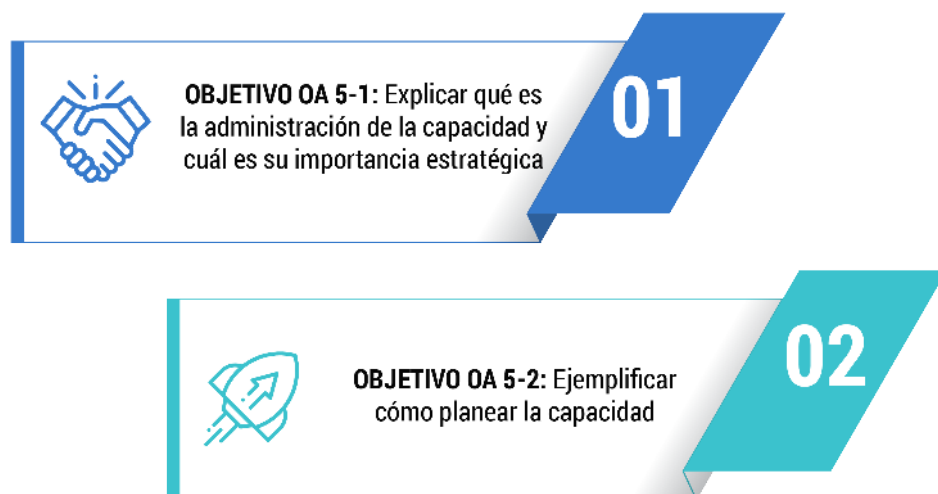 OBJETIVO OA 5-1: Explicar qué es
la administración de la capacidad y
cuál es su importancia estratégica
01
OBJETIVO OA 5-2: Ejemplificar
cómo planear la capacidad
02